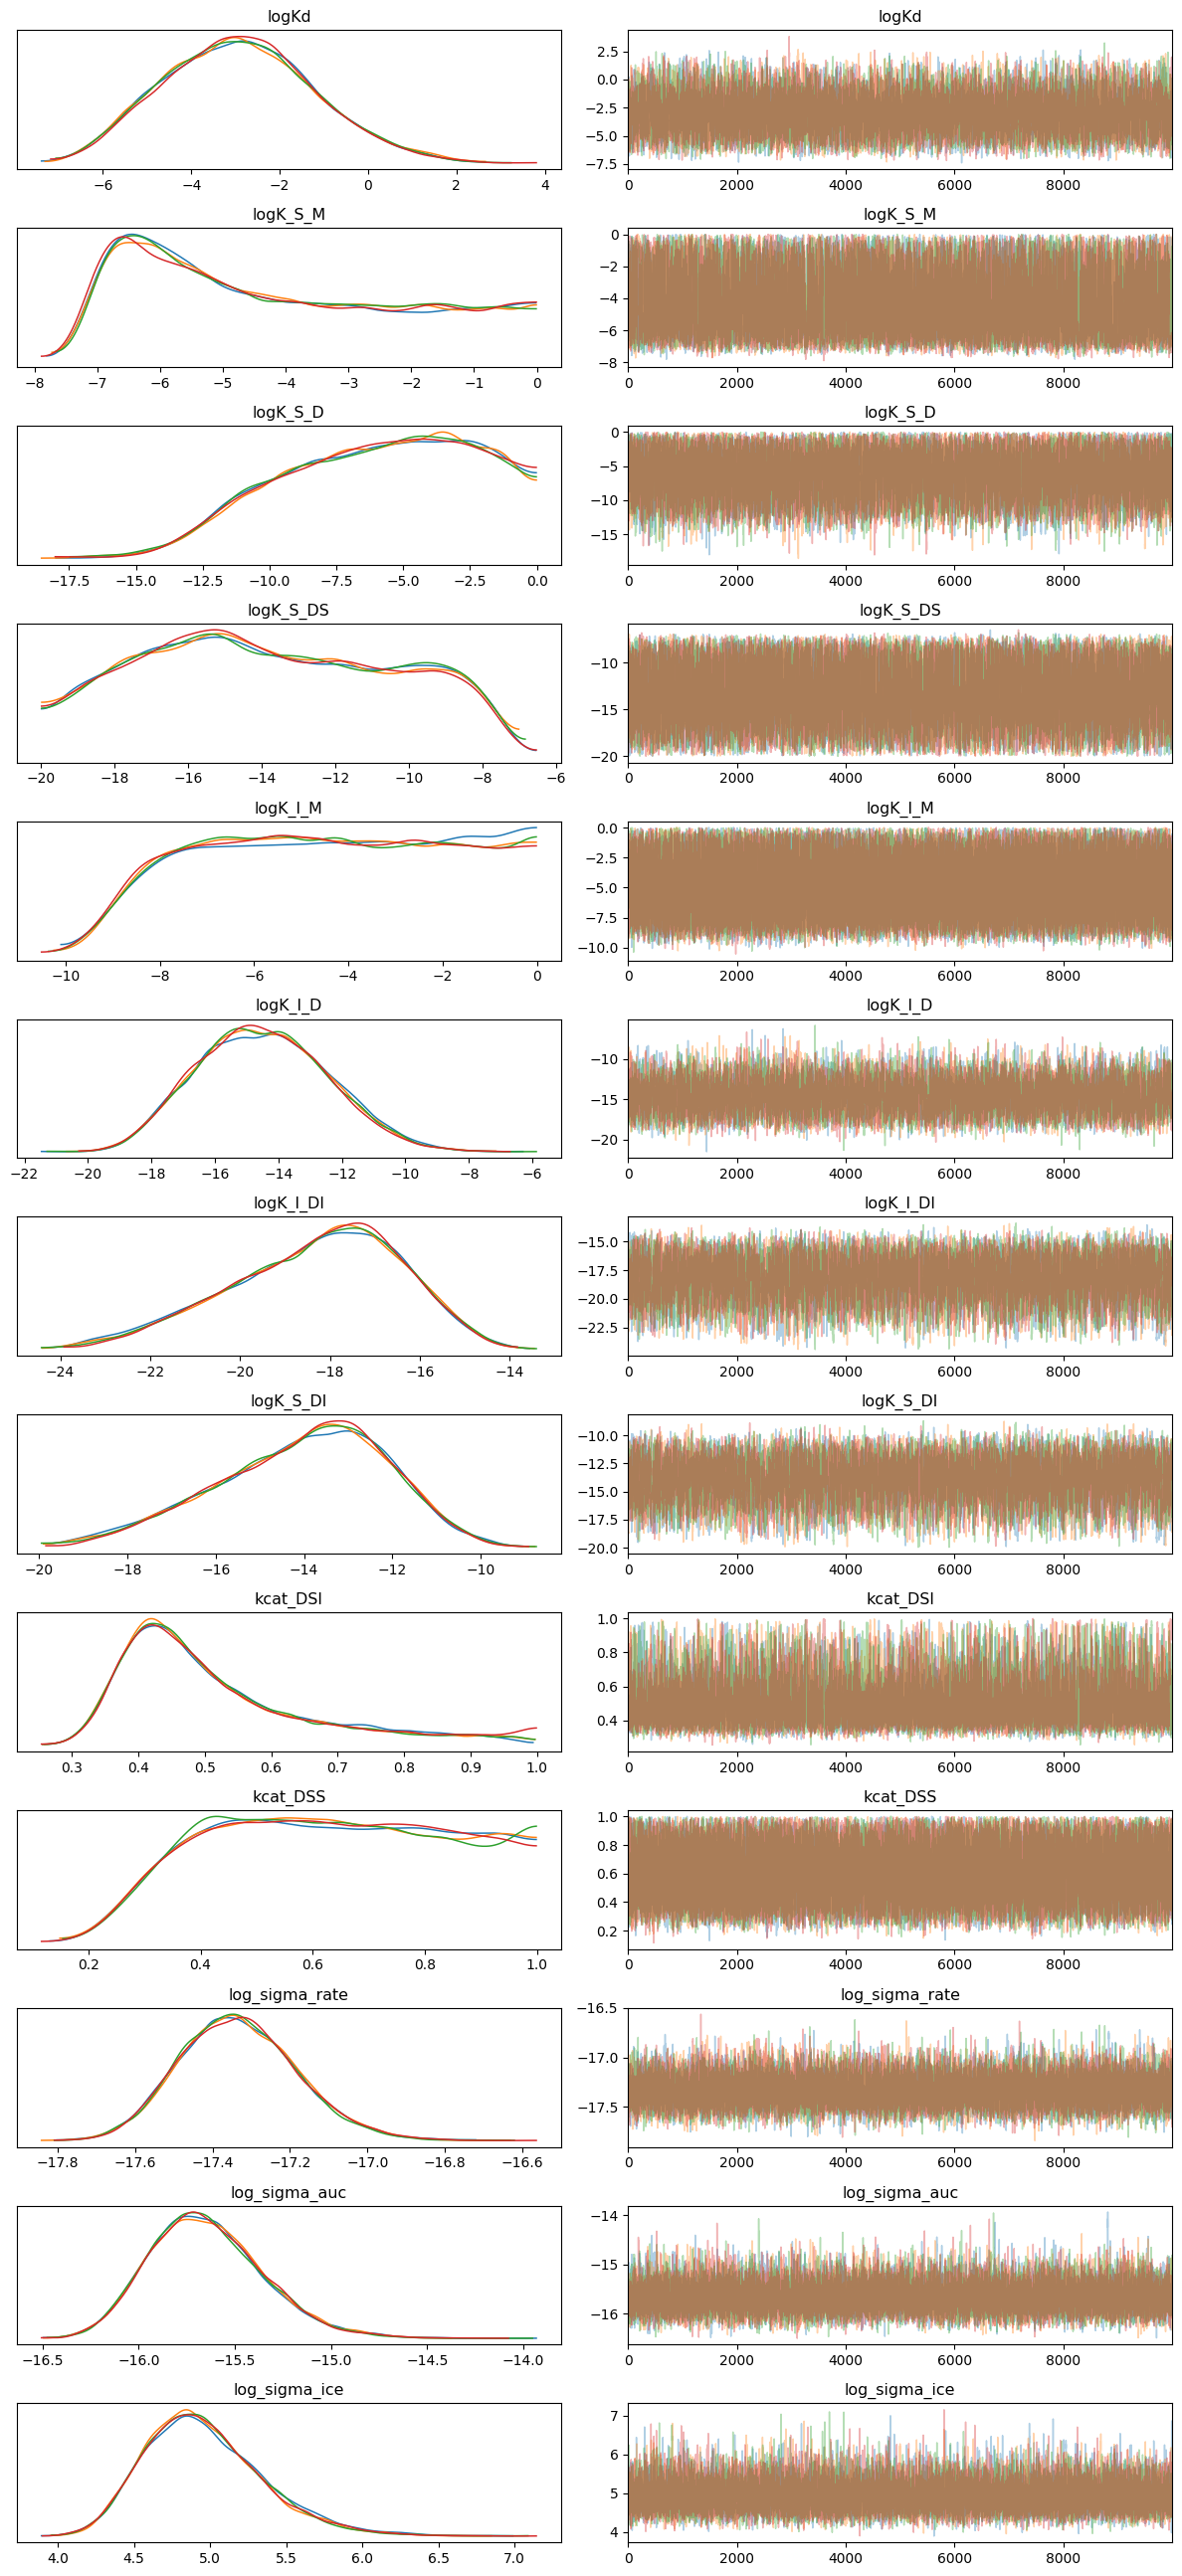 logKd logKd
2.5
0.0
−2.5
−5.0
−7.5
−6 −4 −2 0 2 4 0 2000 4000 6000 8000
logK_S_M logK_S_M
0
−2
−4
−6
−8
−8 −7 −6 −5 −4 −3 −2 −1 0 0 2000 4000 6000 8000
logK_S_D logK_S_D
0
−5
−10
−15
−17.5 −15.0 −12.5 −10.0 −7.5 −5.0 −2.5 0.0 0 2000 4000 6000 8000
logK_S_DS logK_S_DS
−10
−15
−20
−20 −18 −16 −14 −12 −10 −8 −6 0 2000 4000 6000 8000
logK_I_M logK_I_M
0.0
−2.5
−5.0
−7.5
−10.0
−10 −8 −6 −4 −2 0 0 2000 4000 6000 8000
logK_I_D logK_I_D
−10
−15
−20
−22 −20 −18 −16 −14 −12 −10 −8 −6 0 2000 4000 6000 8000
logK_I_DI logK_I_DI
−15.0
−17.5
−20.0
−22.5
−24 −22 −20 −18 −16 −14 0 2000 4000 6000 8000
logK_S_DI logK_S_DI
−10.0
−12.5
−15.0
−17.5
−20.0
−20 −18 −16 −14 −12 −10 0 2000 4000 6000 8000
kcat_DSI kcat_DSI
1.0
0.8
0.6
0.4
0.3 0.4 0.5 0.6 0.7 0.8 0.9 1.0 0 2000 4000 6000 8000
kcat_DSS kcat_DSS
1.0
0.8
0.6
0.4
0.2
0.2 0.4 0.6 0.8 1.0 0 2000 4000 6000 8000
log_sigma_rate log_sigma_rate
−16.5
−17.0
−17.5
−17.8 −17.6 −17.4 −17.2 −17.0 −16.8 −16.6 0 2000 4000 6000 8000
log_sigma_auc log_sigma_auc
−14
−15
−16
−16.5 −16.0 −15.5 −15.0 −14.5 −14.0 0 2000 4000 6000 8000
log_sigma_ice log_sigma_ice
7
6
5
4
4.0 4.5 5.0 5.5 6.0 6.5 7.0 0 2000 4000 6000 8000